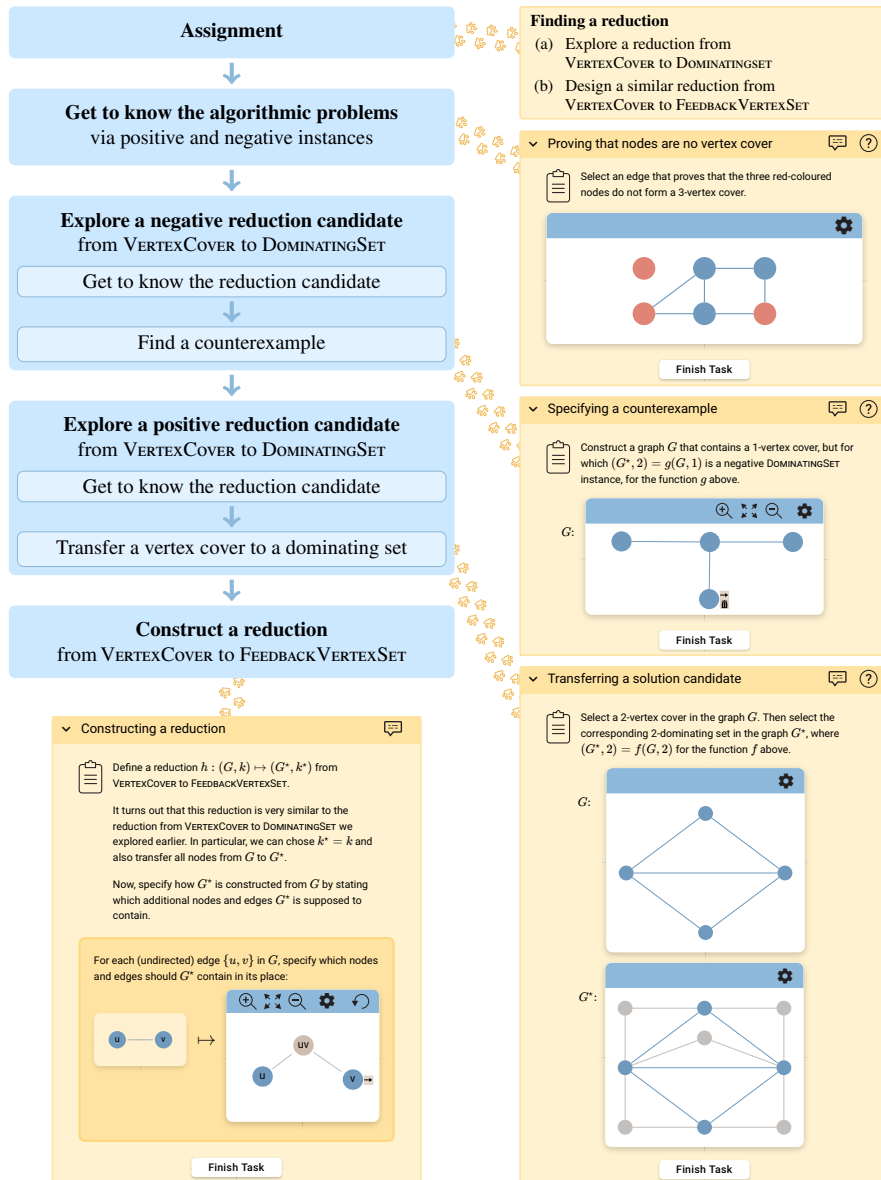 Assignment
Get to know the algorithmic problems
via positive and negative instances
Explore a negative reduction candidate
from VERTEXCOVER to DOMINATINGSET
Get to know the reduction candidate
Find a counterexample
Explore a positive reduction candidate
from VERTEXCOVER to DOMINATINGSET
Get to know the reduction candidate
Transfer a vertex cover to a dominating set
Construct a reduction
from VERTEXCOVER to FEEDBACKVERTEXSET
Finding a reduction
(a) Explore a reduction from
VERTEXCOVER to DOMINATINGSET
(b) Design a similar reduction from
VERTEXCOVER to FEEDBACKVERTEXSET
Proving that nodes are no vertex cover
?
Select an edge that proves that the three red-coloured
nodes do not form a 3-vertex cover.
Finish Task
Specifying a counterexample
?
Construct a graph G that contains a 1-vertex cover, but for
which (G*, 2) = g(G, 1) is a negative DOMINATINGSET
instance, for the function g above.
G:
Finish Task
Transferring a solution candidate
?
Select a 2-vertex cover in the graph G. Then select the
corresponding 2-dominating set in the graph G*, where
(G*, 2) = f(G, 2) for the function f above.
G:
G*:
Finish Task
Constructing a reduction
Define a reduction h : (G, k) ↦ (G*, k*) from
VERTEXCOVER to FEEDBACKVERTEXSET.
It turns out that this reduction is very similar to the
reduction from VERTEXCOVER to DOMINATINGSET we
explored earlier. In particular, we can chose k* = k and
also transfer all nodes from G to G*.
Now, specify how G* is constructed from G by stating
which additional nodes and edges G* is supposed to
contain.
For each (undirected) edge {u, v} in G, specify which nodes
and edges should G* contain in its place:
u v ↦ uv
u v
Finish Task